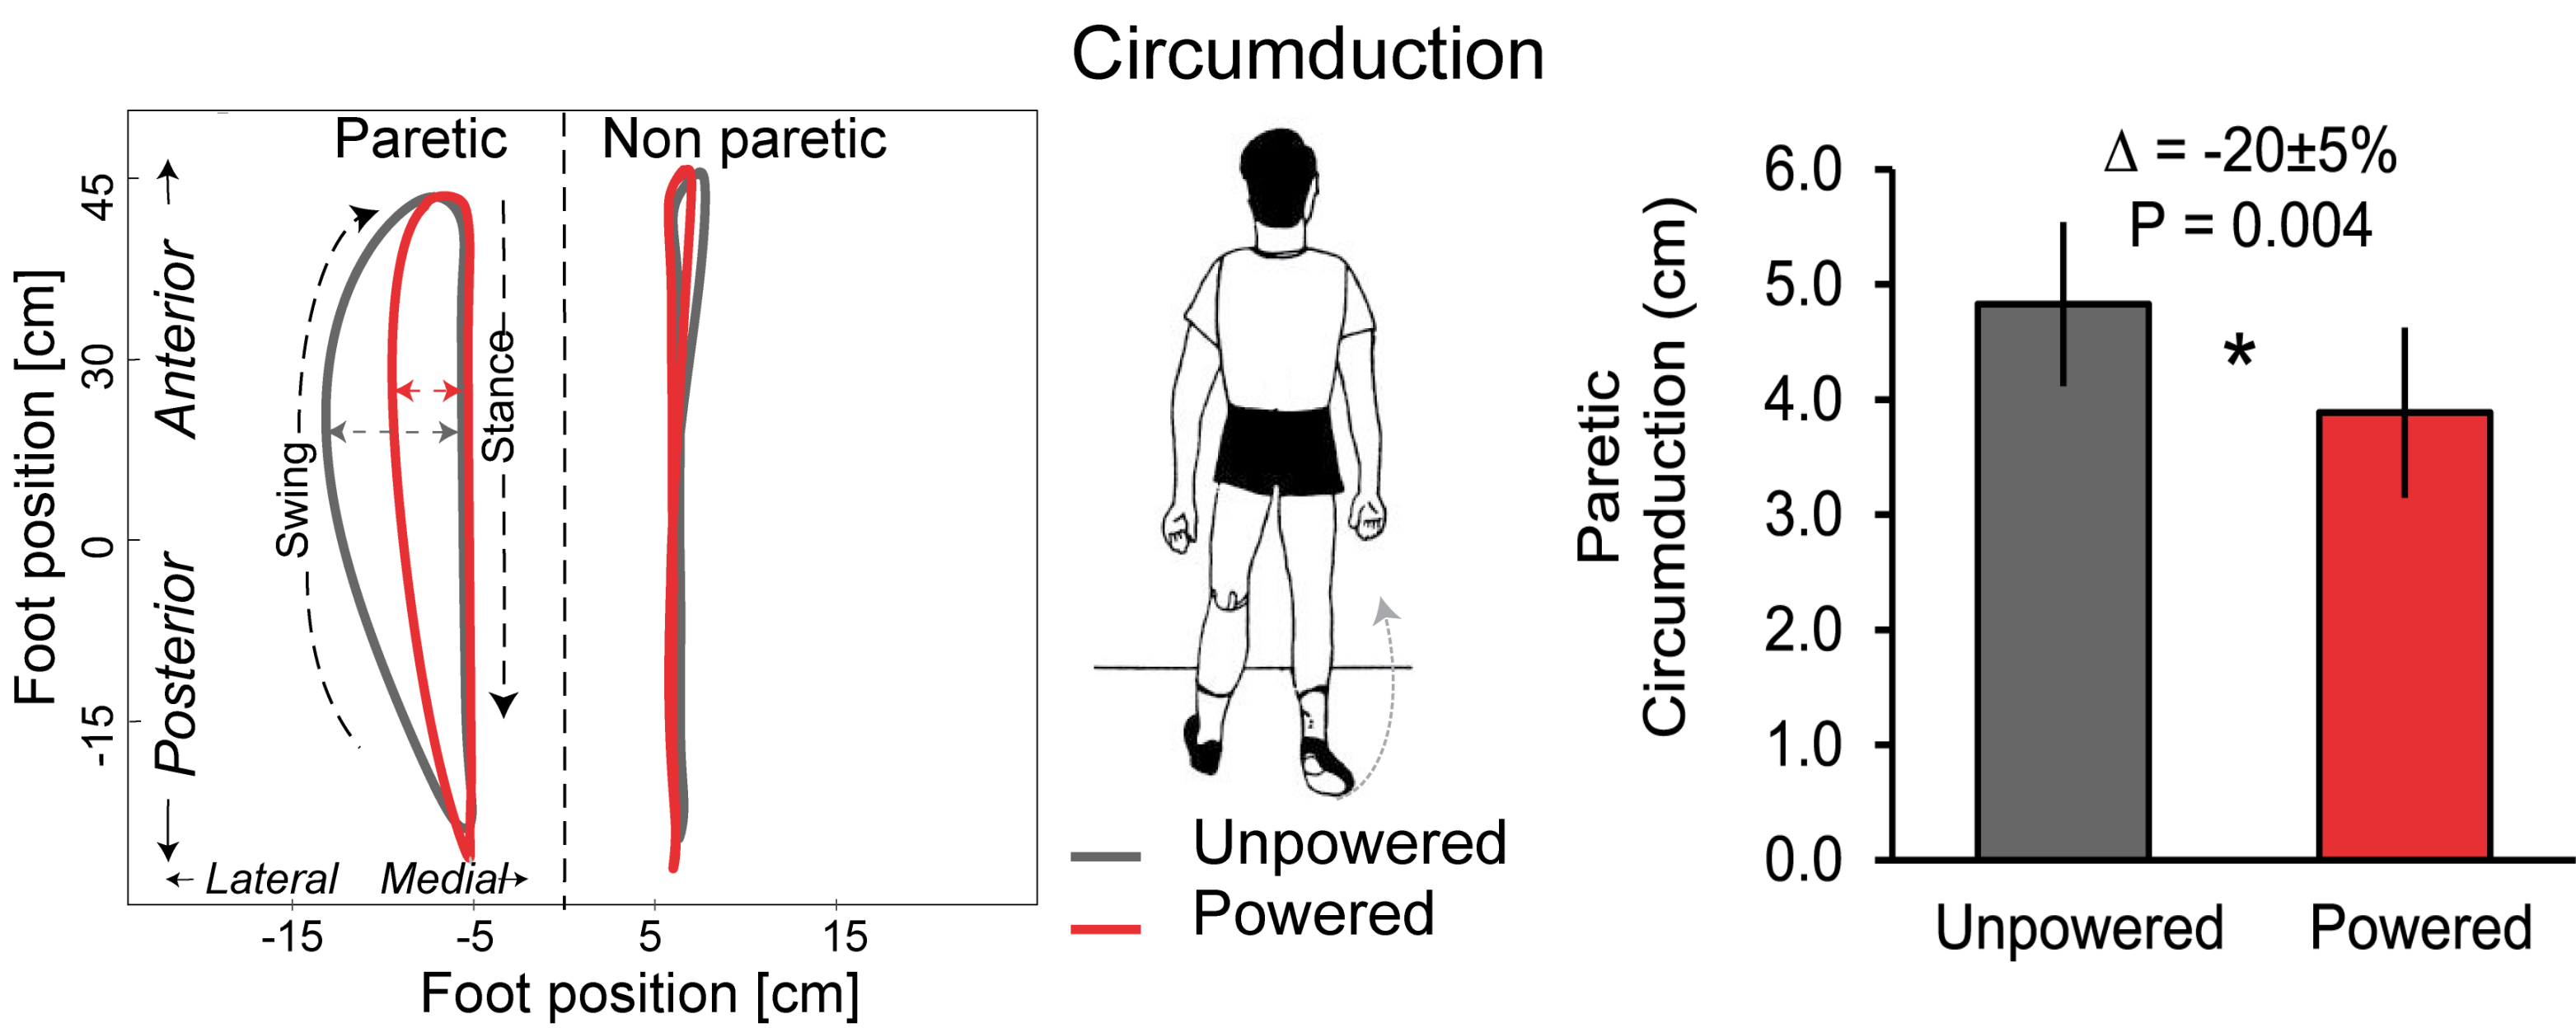 Circumduction
Paretic
Non paretic
Foot position [cm]
45
30
0
-15
Anterior
Posterior
Swing
Stance
Lateral
Medial
-15
-5
5
15
Foot position [cm]
Unpowered
Powered
Paretic
Circumduction (cm)
6.0
5.0
4.0
3.0
2.0
1.0
0.0
Δ = -20±5%
P = 0.004
*
Unpowered
Powered